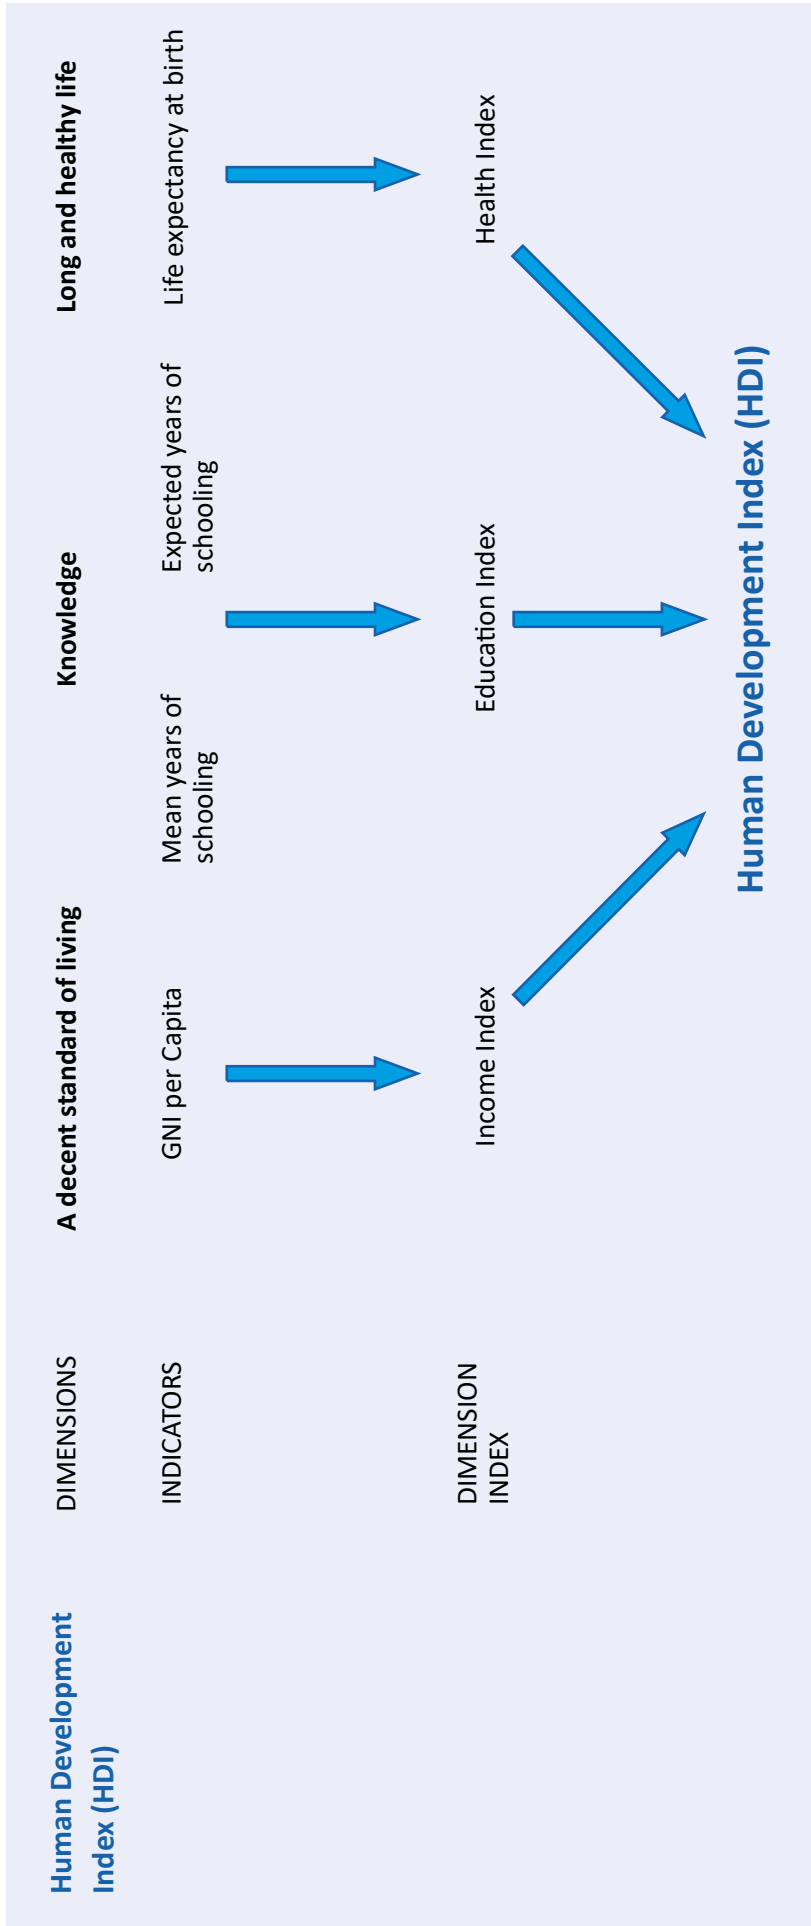 Human Development
Index (HDI)
DIMENSIONS
A decent standard of living
Knowledge
Long and healthy life
INDICATORS
GNI per Capita
Mean years of
schooling
Expected years of
schooling
Life expectancy at birth
DIMENSION
INDEX
Income Index
Education Index
Health Index
Human Development Index (HDI)